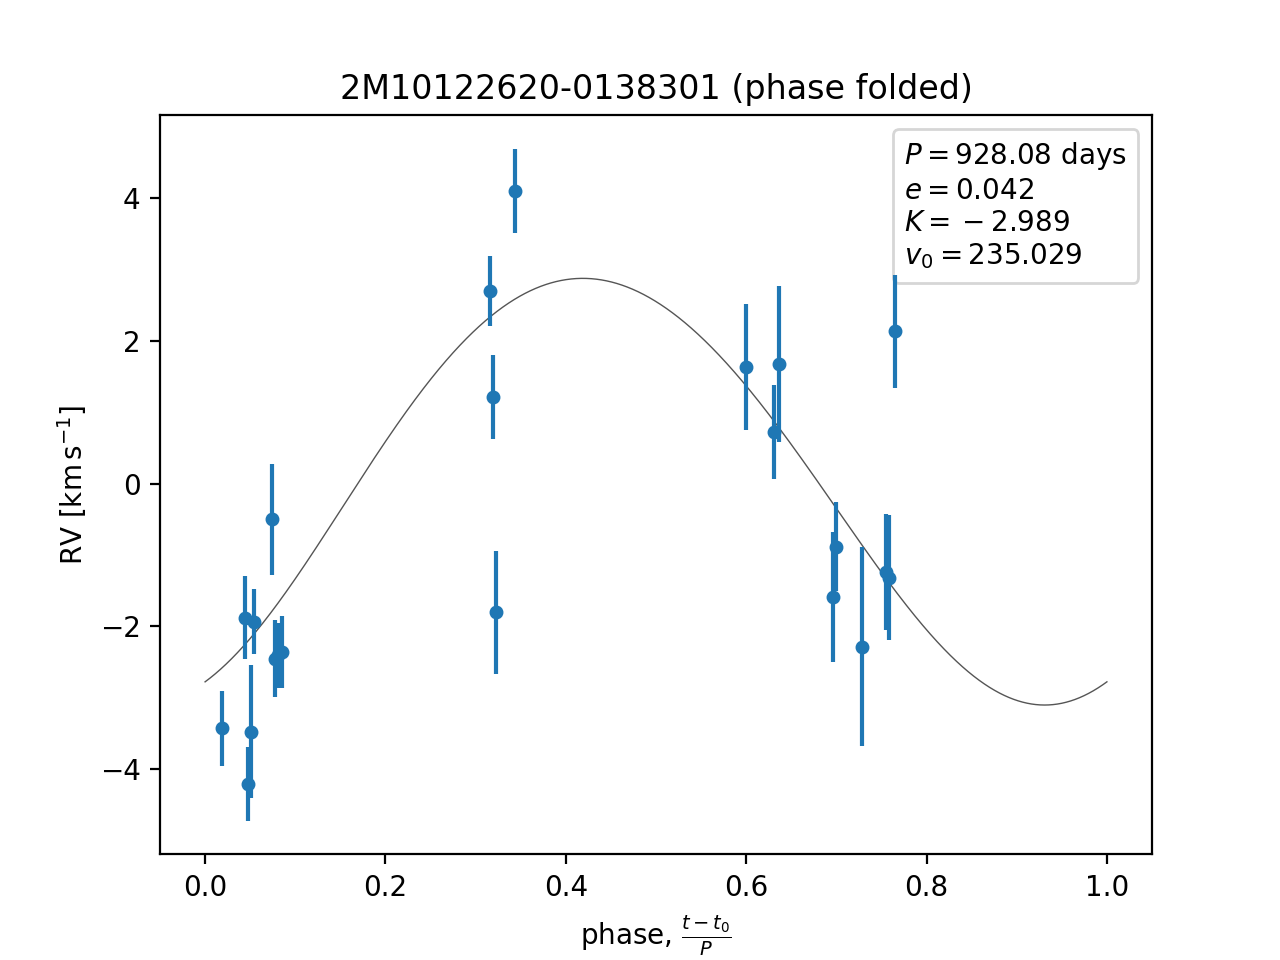 2M10122620-0138301 (phase folded)
P = 928.08 days
e = 0.042
K = −2.989
v₀ = 235.029
4
2
0
−2
−4
RV [km s⁻¹]
0.0 0.2 0.4 0.6 0.8 1.0
phase, (t − t₀)/P